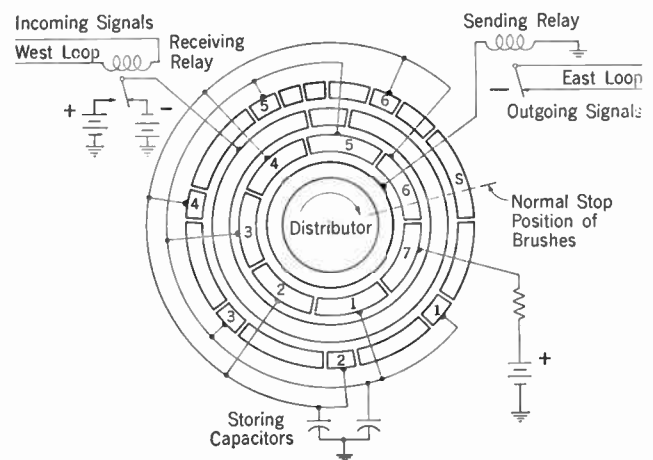 Incoming Signals
West Loop
Receiving
Relay
Sending Relay
East Loop
Outgoing Signals
+
−
−
5
6
4
5
6
S
4
3
7
2
1
3
2
1
Distributor
Normal Stop
Position of
Brushes
+
Storing
Capacitors